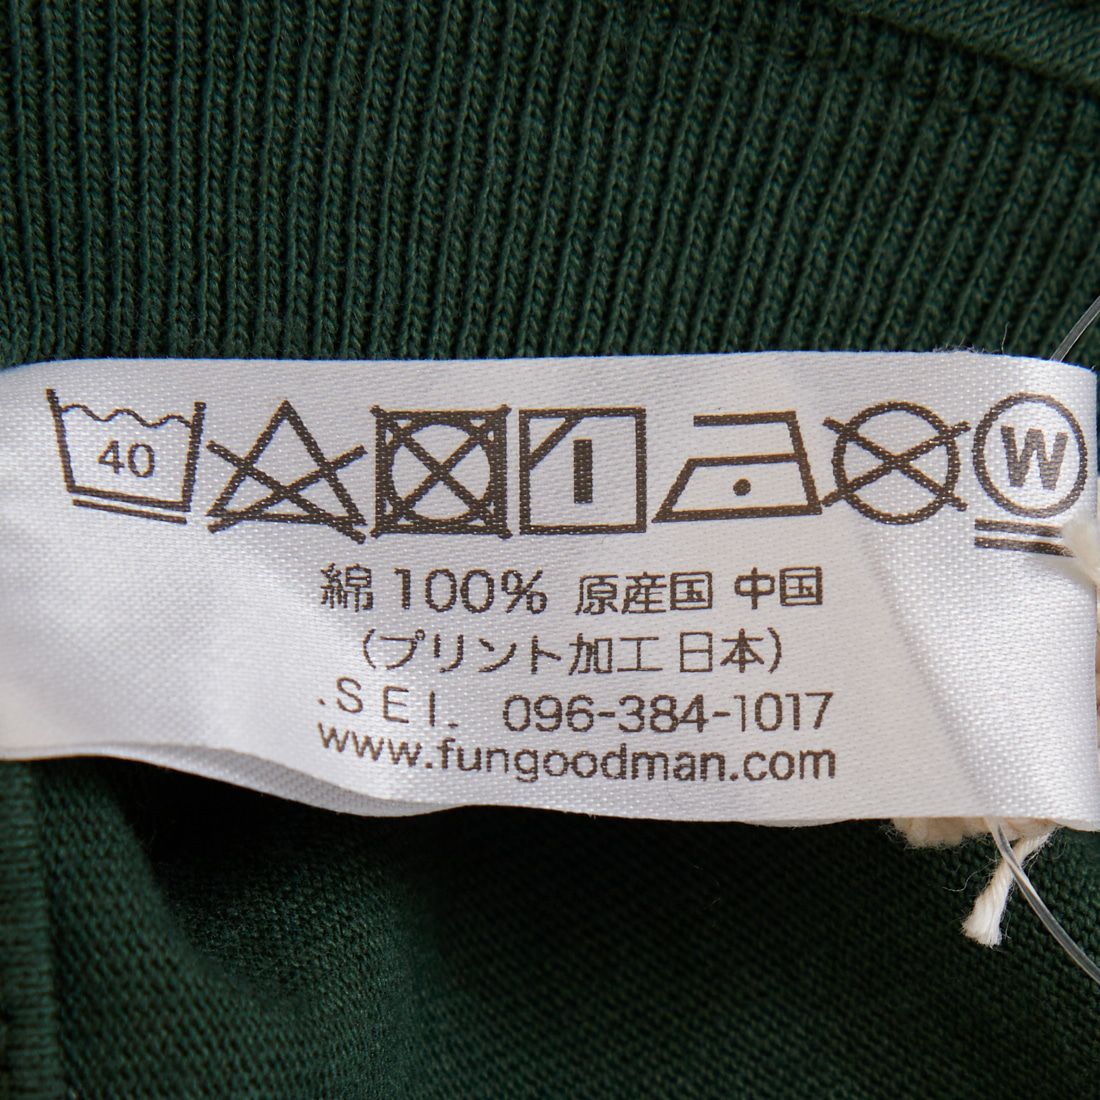 40 W
綿 100% 原産国 中国
(プリント加工 日本)
.SEI. 096-384-1017
www.fungoodman.com